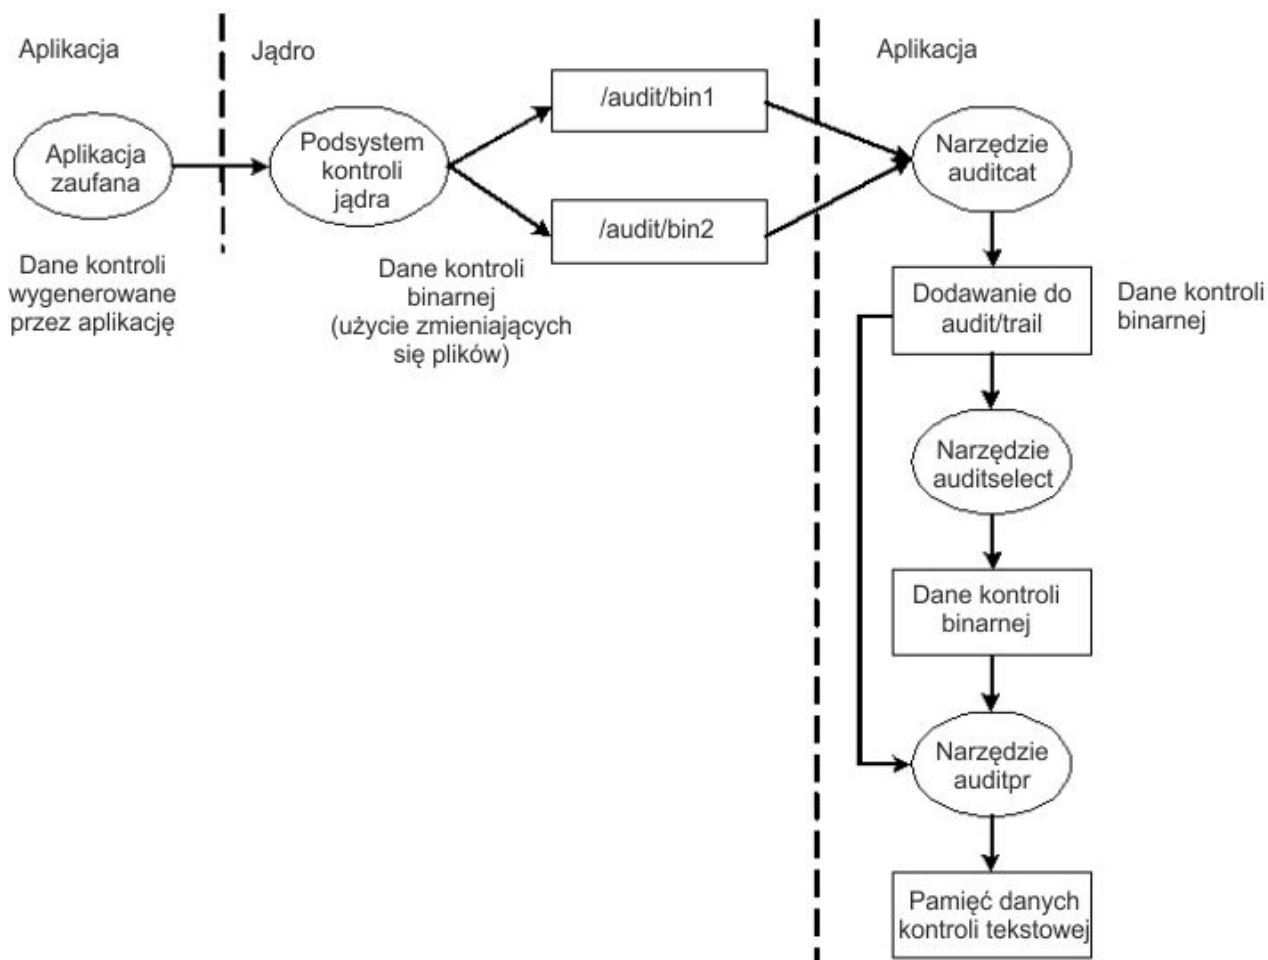 Aplikacja
Jądro
Aplikacja
Aplikacja
zaufana
Podsystem
kontroli
jądra
/audit/bin1
/audit/bin2
Narzędzie
auditcat
Dane kontroli
wygenerowane
przez aplikację
Dane kontroli
binarnej
(użycie zmieniających
się plików)
Dodawanie do
audit/trail
Dane kontroli
binarnej
Narzędzie
auditselect
Dane kontroli
binarnej
Narzędzie
auditpr
Pamięć danych
kontroli tekstowej